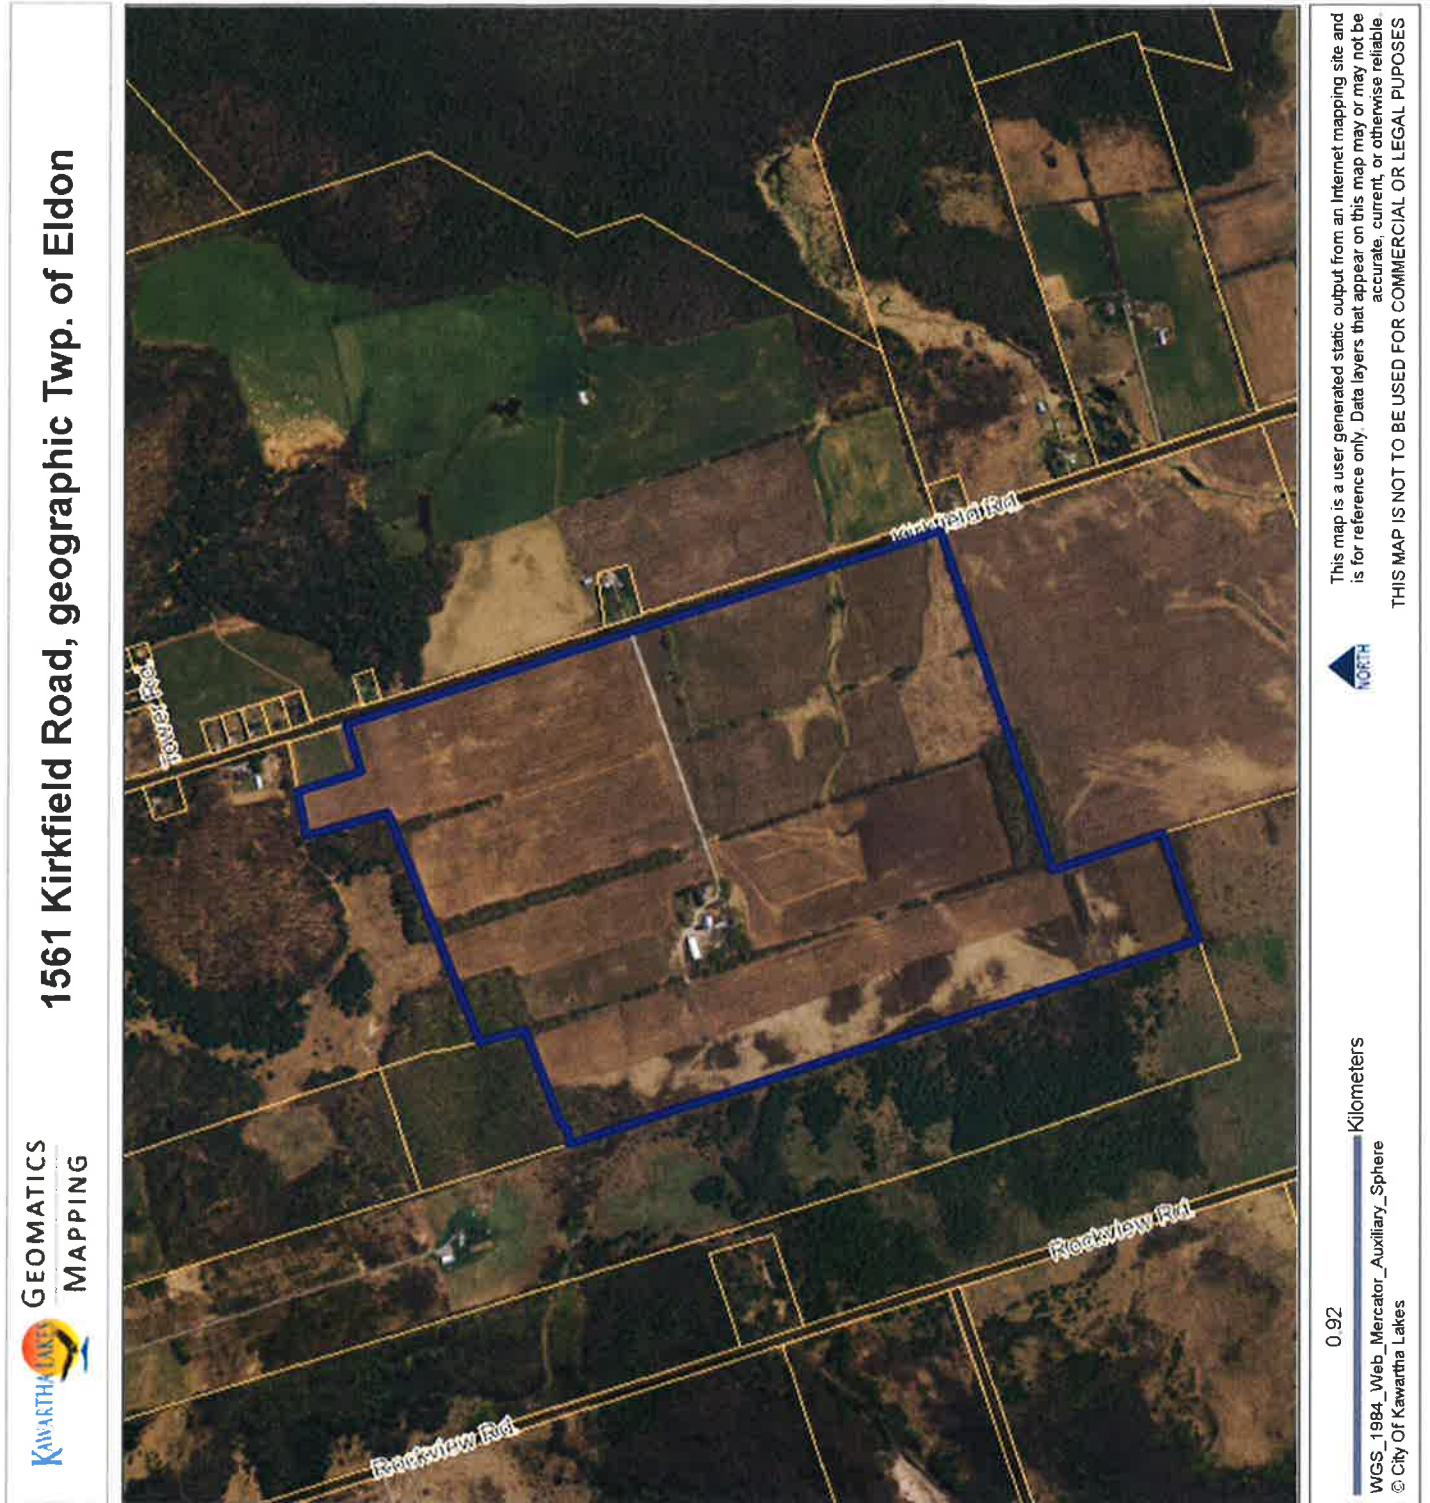 KAWARTHA LAKES
GEOMATICS
MAPPING
1561 Kirkfield Road, geographic Twp. of Eldon
Tower Rd.
Kirkfield Rd
Rockview Rd
Rockview Rd
0.92
Kilometers
WGS_1984_Web_Mercator_Auxiliary_Sphere
© City Of Kawartha Lakes
NORTH
This map is a user generated static output from an Internet mapping site and
is for reference only. Data layers that appear on this map may or may not be
accurate, current, or otherwise reliable.
THIS MAP IS NOT TO BE USED FOR COMMERCIAL OR LEGAL PUPOSES